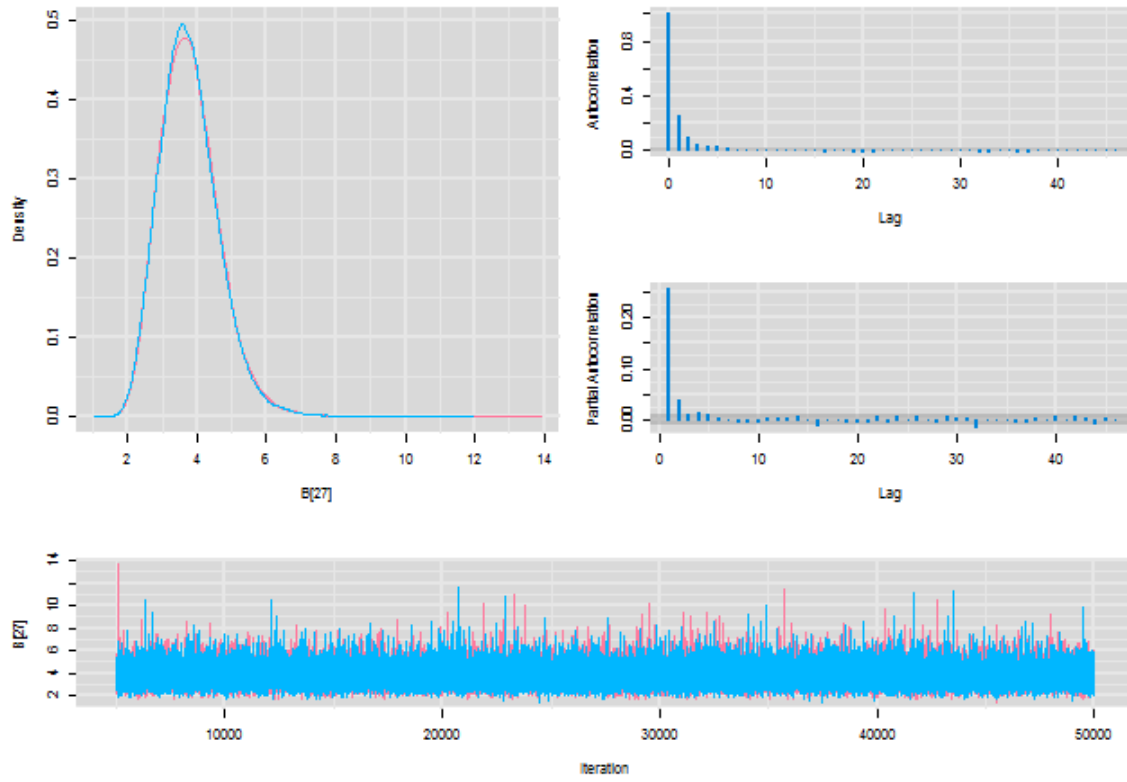 Density
0.5
0.4
0.3
0.2
0.1
0.0
2 4 6 8 10 12 14
B[27]
Autocorrelation
0.8
0.4
0.0
0 10 20 30 40
Lag
Partial Autocorrelation
0.20
0.10
0.00
0 10 20 30 40
Lag
B[27]
14
10
8
6
4
2
10000 20000 30000 40000 50000
Iteration